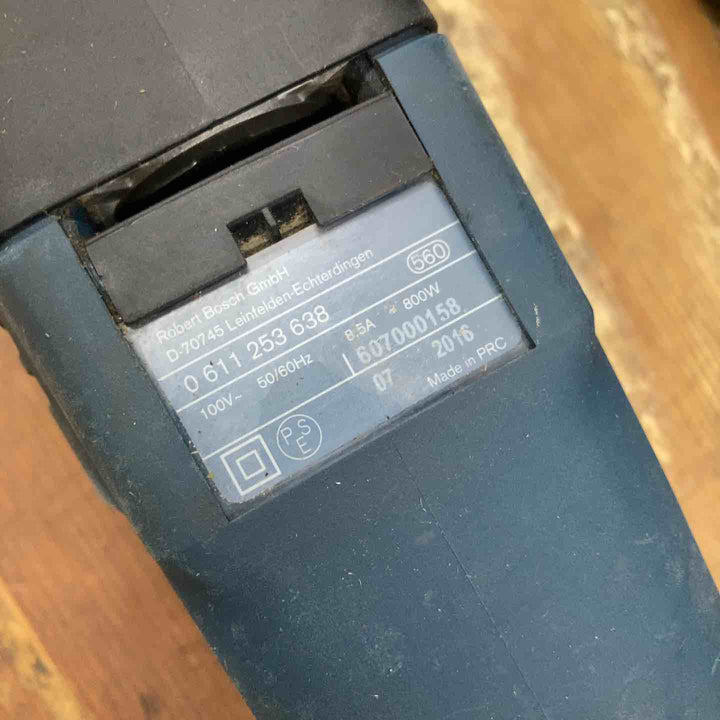 Robert Bosch GmbH
D-70745 Leinfelden-Echterdingen
560
0 611 253 638
100V~ 50/60Hz 8.5A 800W
607000158
07 2016
Made in PRC
PSE